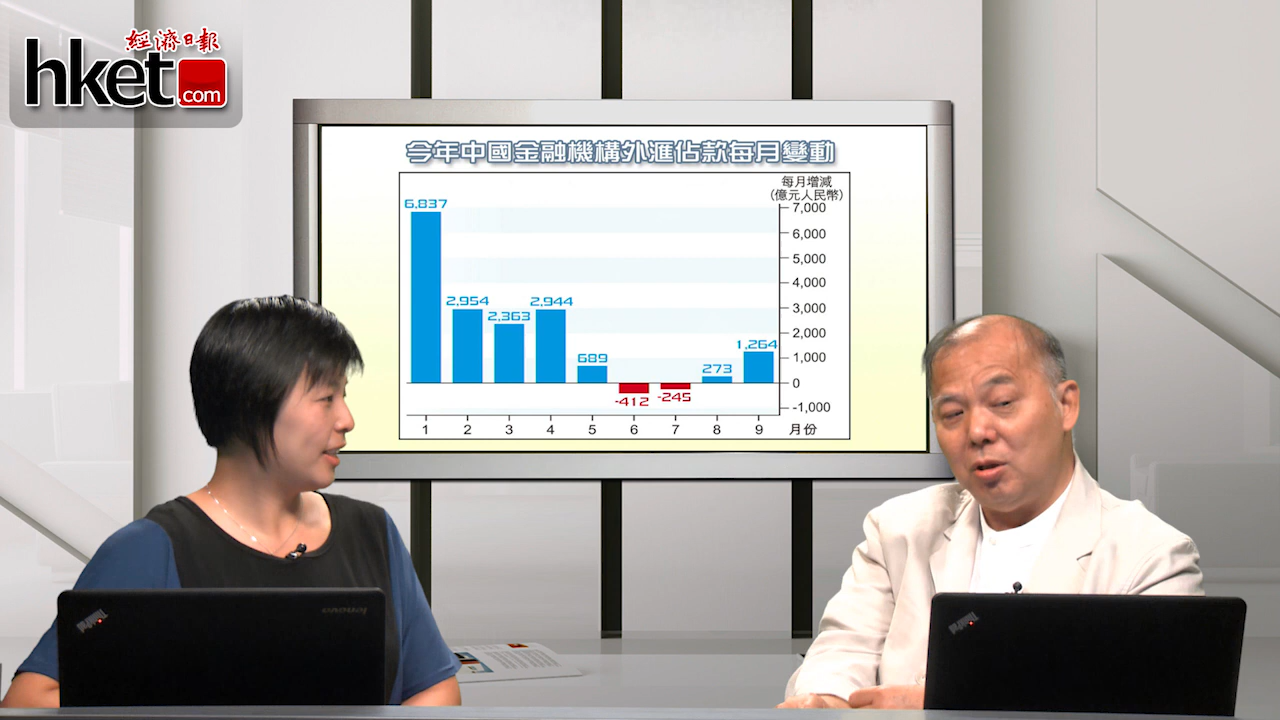 經濟日報
hket.com
今年中國金融機構外滙佔款每月變動
每月增減
(億元人民幣)
6,837
2,954
2,363
2,944
689
-412
-245
273
1,264
7,000
6,000
5,000
4,000
3,000
2,000
1,000
0
-1,000
1 2 3 4 5 6 7 8 9 月份
ThinkPad
lenovo
ThinkPad